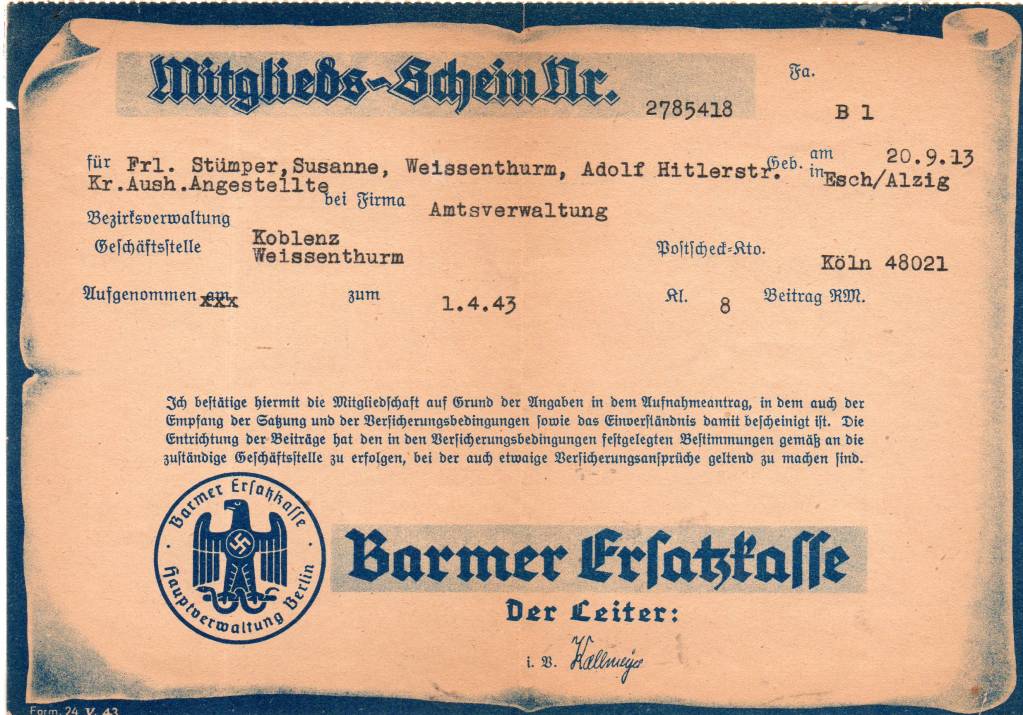 Mitglieds-Schein Nr. 2785418
Fa. B 1
für Frl. Stümper,Susanne, Weissenthurm, Adolf Hitlerstr. Geb. am 20.9.13
Kr.Aush.Angestellte bei Firma Amtsverwaltung in Esch/Alzig
Bezirksverwaltung Koblenz
Geschäftsstelle Weissenthurm Postscheck-Kto. Köln 48021
Aufgenommen am xxx zum 1.4.43 Kl. 8 Beitrag RM.
Ich bestätige hiermit die Mitgliedschaft auf Grund der Angaben in dem Aufnahmeantrag, in dem auch der
Empfang der Satzung und der Versicherungsbedingungen sowie das Einverständnis damit bescheinigt ist. Die
Entrichtung der Beiträge hat den in den Versicherungsbedingungen festgelegten Bestimmungen gemäß an die
zuständige Geschäftsstelle zu erfolgen, bei der auch etwaige Versicherungsansprüche geltend zu machen sind.
Barmer Ersatzkasse
Hauptverwaltung Berlin
Barmer Ersatzkasse
Der Leiter:
i. V.
Form. 24 V. 43